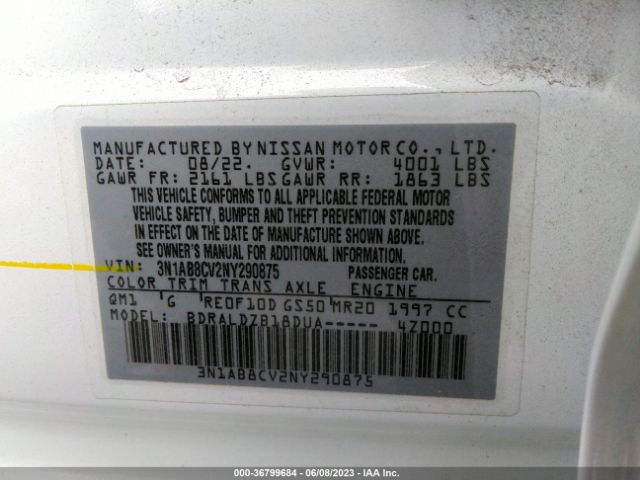 MANUFACTURED BY NISSAN MOTOR CO., LTD.
DATE: 08/22. GVWR: 4001 LBS
GAWR FR: 2161 LBS GAWR RR: 1863 LBS
THIS VEHICLE CONFORMS TO ALL APPLICABLE FEDERAL MOTOR
VEHICLE SAFETY, BUMPER AND THEFT PREVENTION STANDARDS
IN EFFECT ON THE DATE OF MANUFACTURE SHOWN ABOVE.
SEE OWNER'S MANUAL FOR ADDITIONAL INFORMATION.
VIN: 3N1AB8CV2NY290875 PASSENGER CAR.
COLOR TRIM TRANS AXLE ENGINE
QM1 G RE0F10D GS50 MR20 1997 CC
MODEL: BDRALDZB18DUA----- 4Z000
3N1AB8CV2NY290875
000-36799684 - 06/08/2023 - IAA Inc.